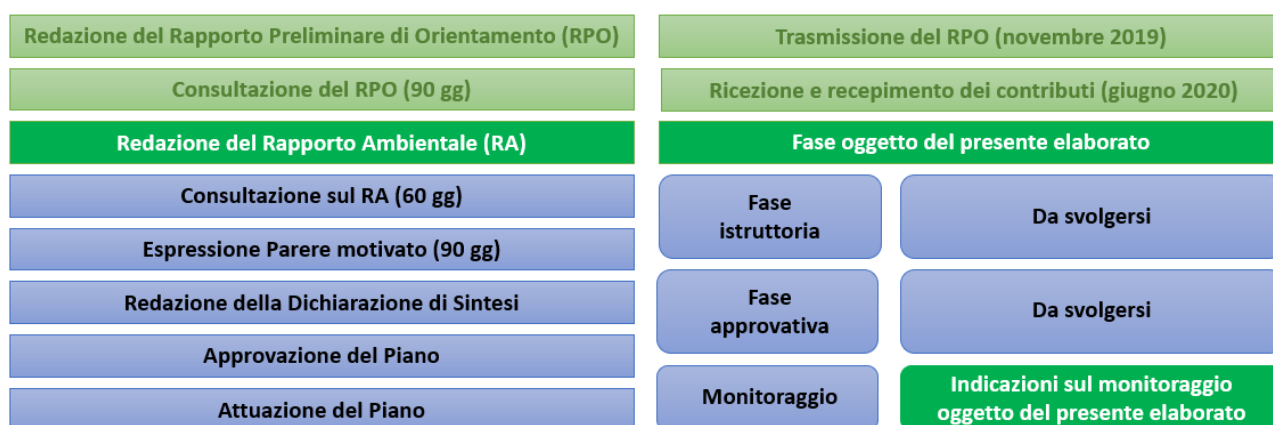 Redazione del Rapporto Preliminare di Orientamento (RPO)
Trasmissione del RPO (novembre 2019)
Consultazione del RPO (90 gg)
Ricezione e recepimento dei contributi (giugno 2020)
Redazione del Rapporto Ambientale (RA)
Fase oggetto del presente elaborato
Consultazione sul RA (60 gg)
Espressione Parere motivato (90 gg)
Fase
istruttoria
Da svolgersi
Redazione della Dichiarazione di Sintesi
Approvazione del Piano
Fase
approvativa
Da svolgersi
Attuazione del Piano
Monitoraggio
Indicazioni sul monitoraggio
oggetto del presente elaborato